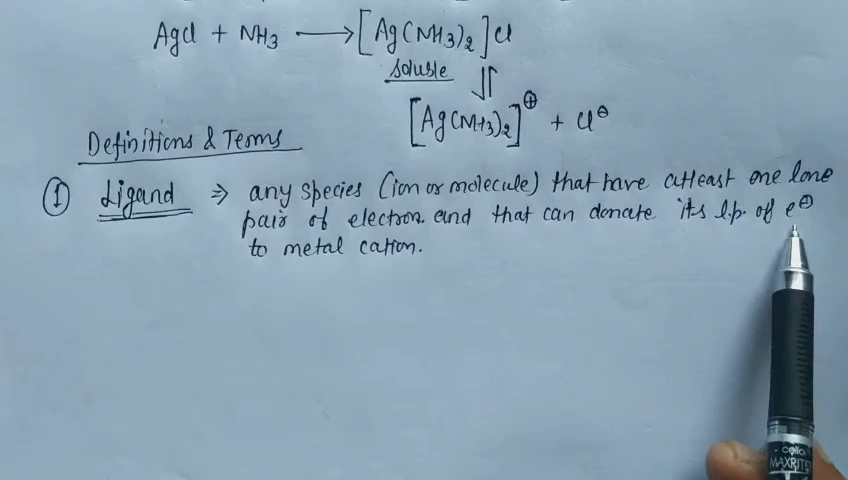 AgCl + NH3 ⟶ [Ag(NH3)2]Cl
soluble ⇌
[Ag(NH3)2]⊕ + Cl⊖
Definitions & Terms
① Ligand ⇒ any species (ion or molecule) that have atleast one lone
pair of electron and that can donate its l.p. of e⊕
to metal cation.
cello
MAXRITE